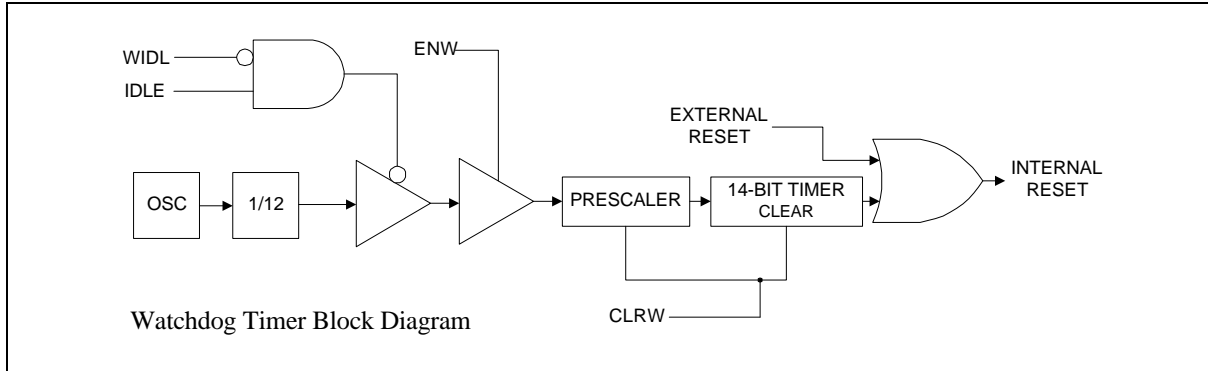 WIDL
IDLE
ENW
EXTERNAL
RESET
INTERNAL
RESET
OSC
1/12
PRESCALER
14-BIT TIMER
CLEAR
CLRW
Watchdog Timer Block Diagram